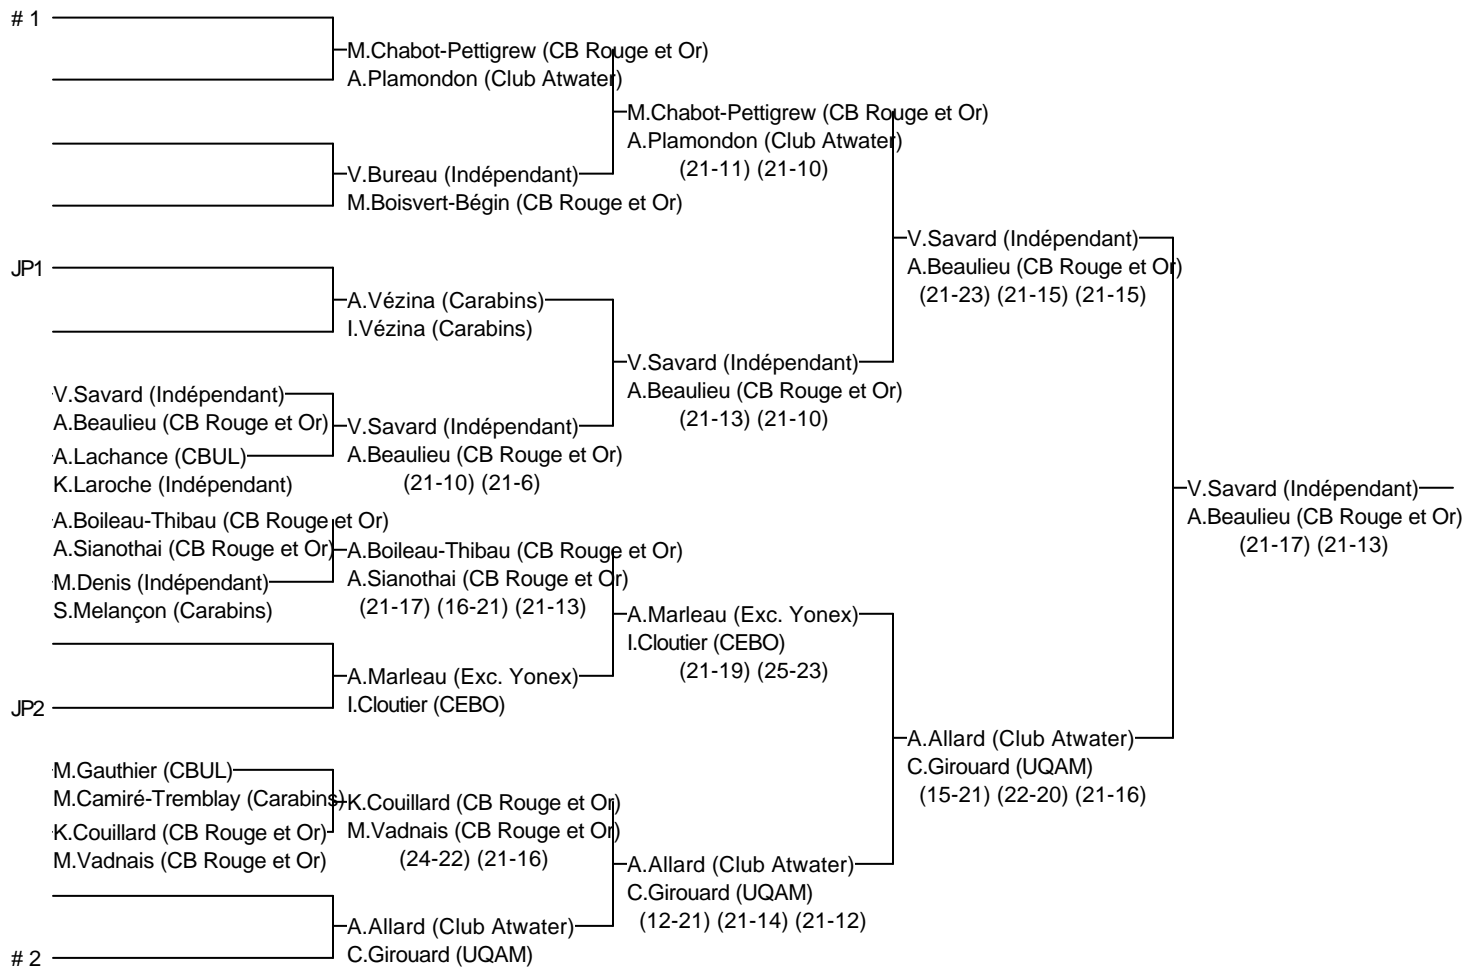 # 1
M.Chabot-Pettigrew (CB Rouge et Or)
A.Plamondon (Club Atwater)
M.Chabot-Pettigrew (CB Rouge et Or)
A.Plamondon (Club Atwater)
(21-11) (21-10)
V.Bureau (Indépendant)
M.Boisvert-Bégin (CB Rouge et Or)
V.Savard (Indépendant)
A.Beaulieu (CB Rouge et Or)
(21-23) (21-15) (21-15)
JP1
A.Vézina (Carabins)
I.Vézina (Carabins)
V.Savard (Indépendant)
A.Beaulieu (CB Rouge et Or)
(21-13) (21-10)
V.Savard (Indépendant)
A.Beaulieu (CB Rouge et Or)
V.Savard (Indépendant)
A.Beaulieu (CB Rouge et Or)
(21-10) (21-6)
A.Lachance (CBUL)
K.Laroche (Indépendant)
V.Savard (Indépendant)
A.Beaulieu (CB Rouge et Or)
(21-17) (21-13)
A.Boileau-Thibau (CB Rouge et Or)
A.Sianothai (CB Rouge et Or)
A.Boileau-Thibau (CB Rouge et Or)
A.Sianothai (CB Rouge et Or)
(21-17) (16-21) (21-13)
M.Denis (Indépendant)
S.Melançon (Carabins)
A.Marleau (Exc. Yonex)
I.Cloutier (CEBO)
(21-19) (25-23)
A.Marleau (Exc. Yonex)
I.Cloutier (CEBO)
JP2
A.Allard (Club Atwater)
C.Girouard (UQAM)
(15-21) (22-20) (21-16)
M.Gauthier (CBUL)
M.Camiré-Tremblay (Carabins)
K.Couillard (CB Rouge et Or)
M.Vadnais (CB Rouge et Or)
(24-22) (21-16)
K.Couillard (CB Rouge et Or)
M.Vadnais (CB Rouge et Or)
A.Allard (Club Atwater)
C.Girouard (UQAM)
(12-21) (21-14) (21-12)
A.Allard (Club Atwater)
C.Girouard (UQAM)
# 2